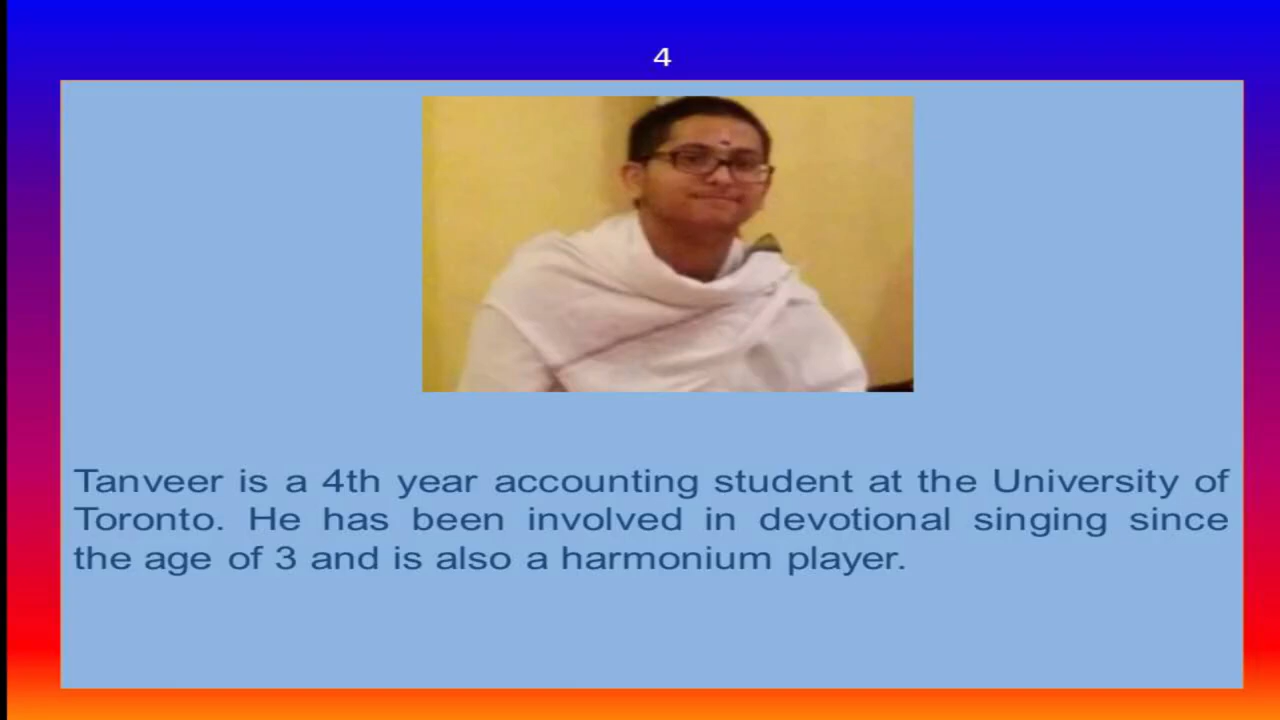 4
Tanveer is a 4th year accounting student at the University of
Toronto. He has been involved in devotional singing since
the age of 3 and is also a harmonium player.